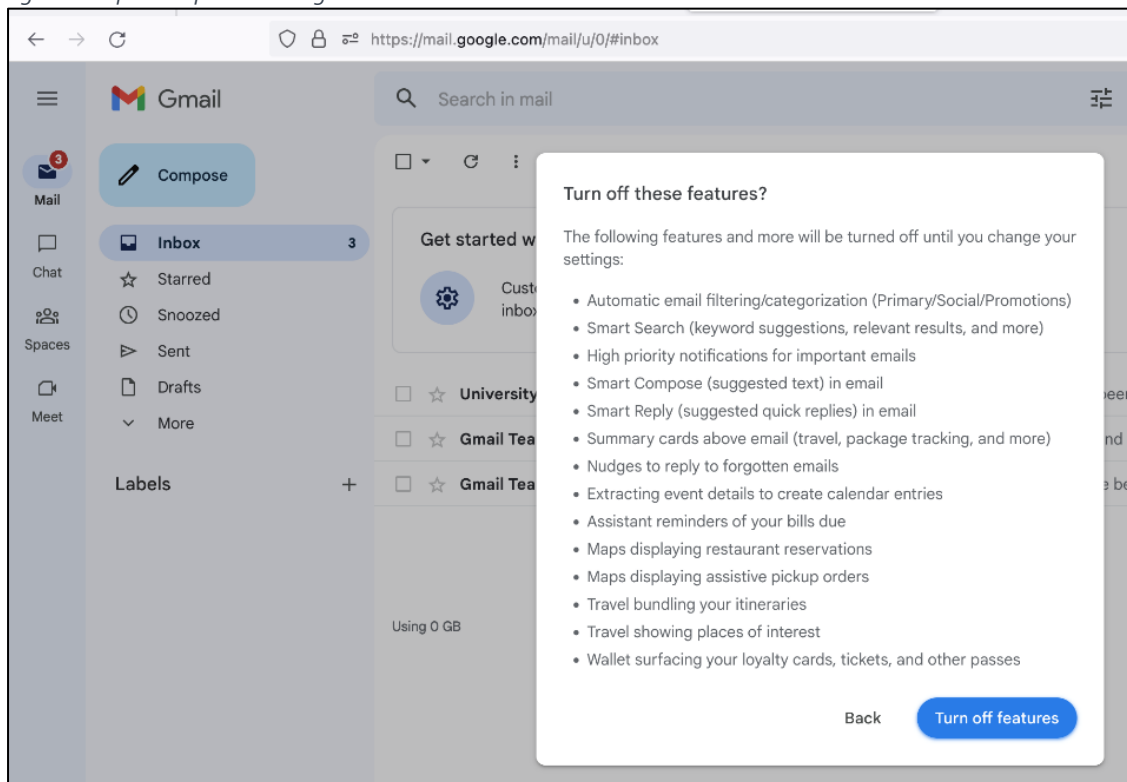 https://mail.google.com/mail/u/0/#inbox
Gmail
Search in mail
3
Mail
Chat
Spaces
Meet
Compose
Inbox 3
Starred
Snoozed
Sent
Drafts
More
Labels +
Get started w
Cust
inbox
University
Gmail Tea
Gmail Tea
nd
Using 0 GB
Turn off these features?
The following features and more will be turned off until you change your
settings:
• Automatic email filtering/categorization (Primary/Social/Promotions)
• Smart Search (keyword suggestions, relevant results, and more)
• High priority notifications for important emails
• Smart Compose (suggested text) in email
• Smart Reply (suggested quick replies) in email
• Summary cards above email (travel, package tracking, and more)
• Nudges to reply to forgotten emails
• Extracting event details to create calendar entries
• Assistant reminders of your bills due
• Maps displaying restaurant reservations
• Maps displaying assistive pickup orders
• Travel bundling your itineraries
• Travel showing places of interest
• Wallet surfacing your loyalty cards, tickets, and other passes
Back
Turn off features